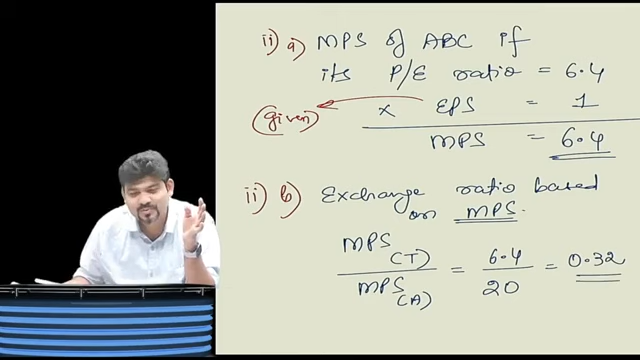 ii) a) MPS of ABC if
its P/E ratio = 6.4
(given) x EPS = 1
MPS = 6.4
ii) b) Exchange ratio based
on MPS.
MPS(T) / MPS(A) = 6.4 / 20 = 0.32